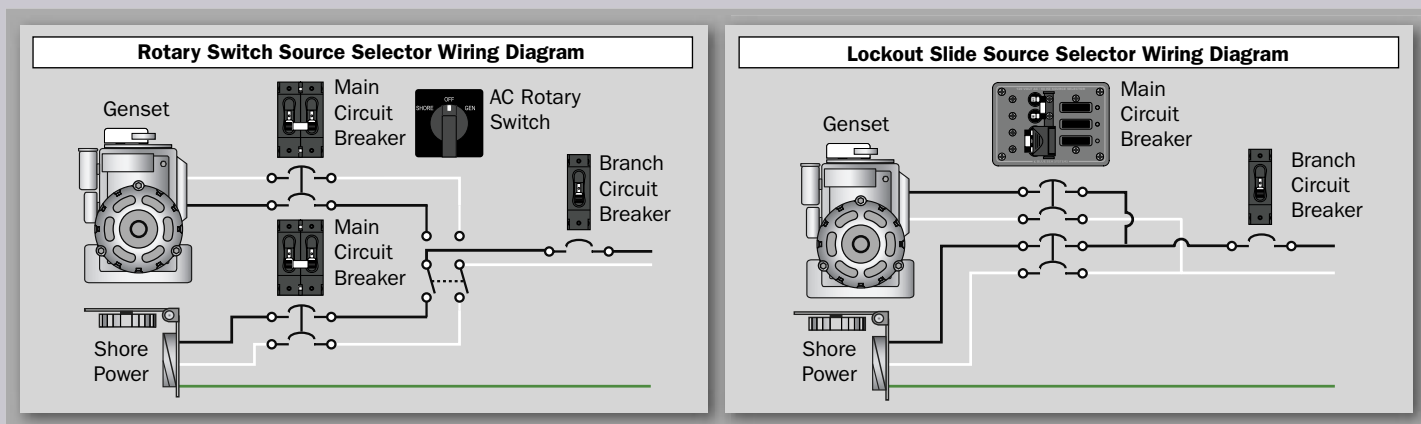 Rotary Switch Source Selector Wiring Diagram
Genset
Main
Circuit
Breaker
SHORE
OFF
GEN
AC Rotary
Switch
Main
Circuit
Breaker
Branch
Circuit
Breaker
Shore
Power
Lockout Slide Source Selector Wiring Diagram
Genset
Main
Circuit
Breaker
Branch
Circuit
Breaker
Shore
Power